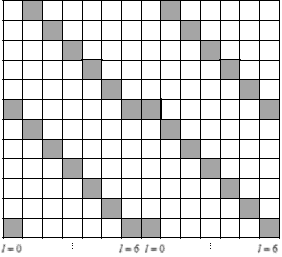 l = 0 ⋮ l = 6 l = 0 ⋮ l = 6